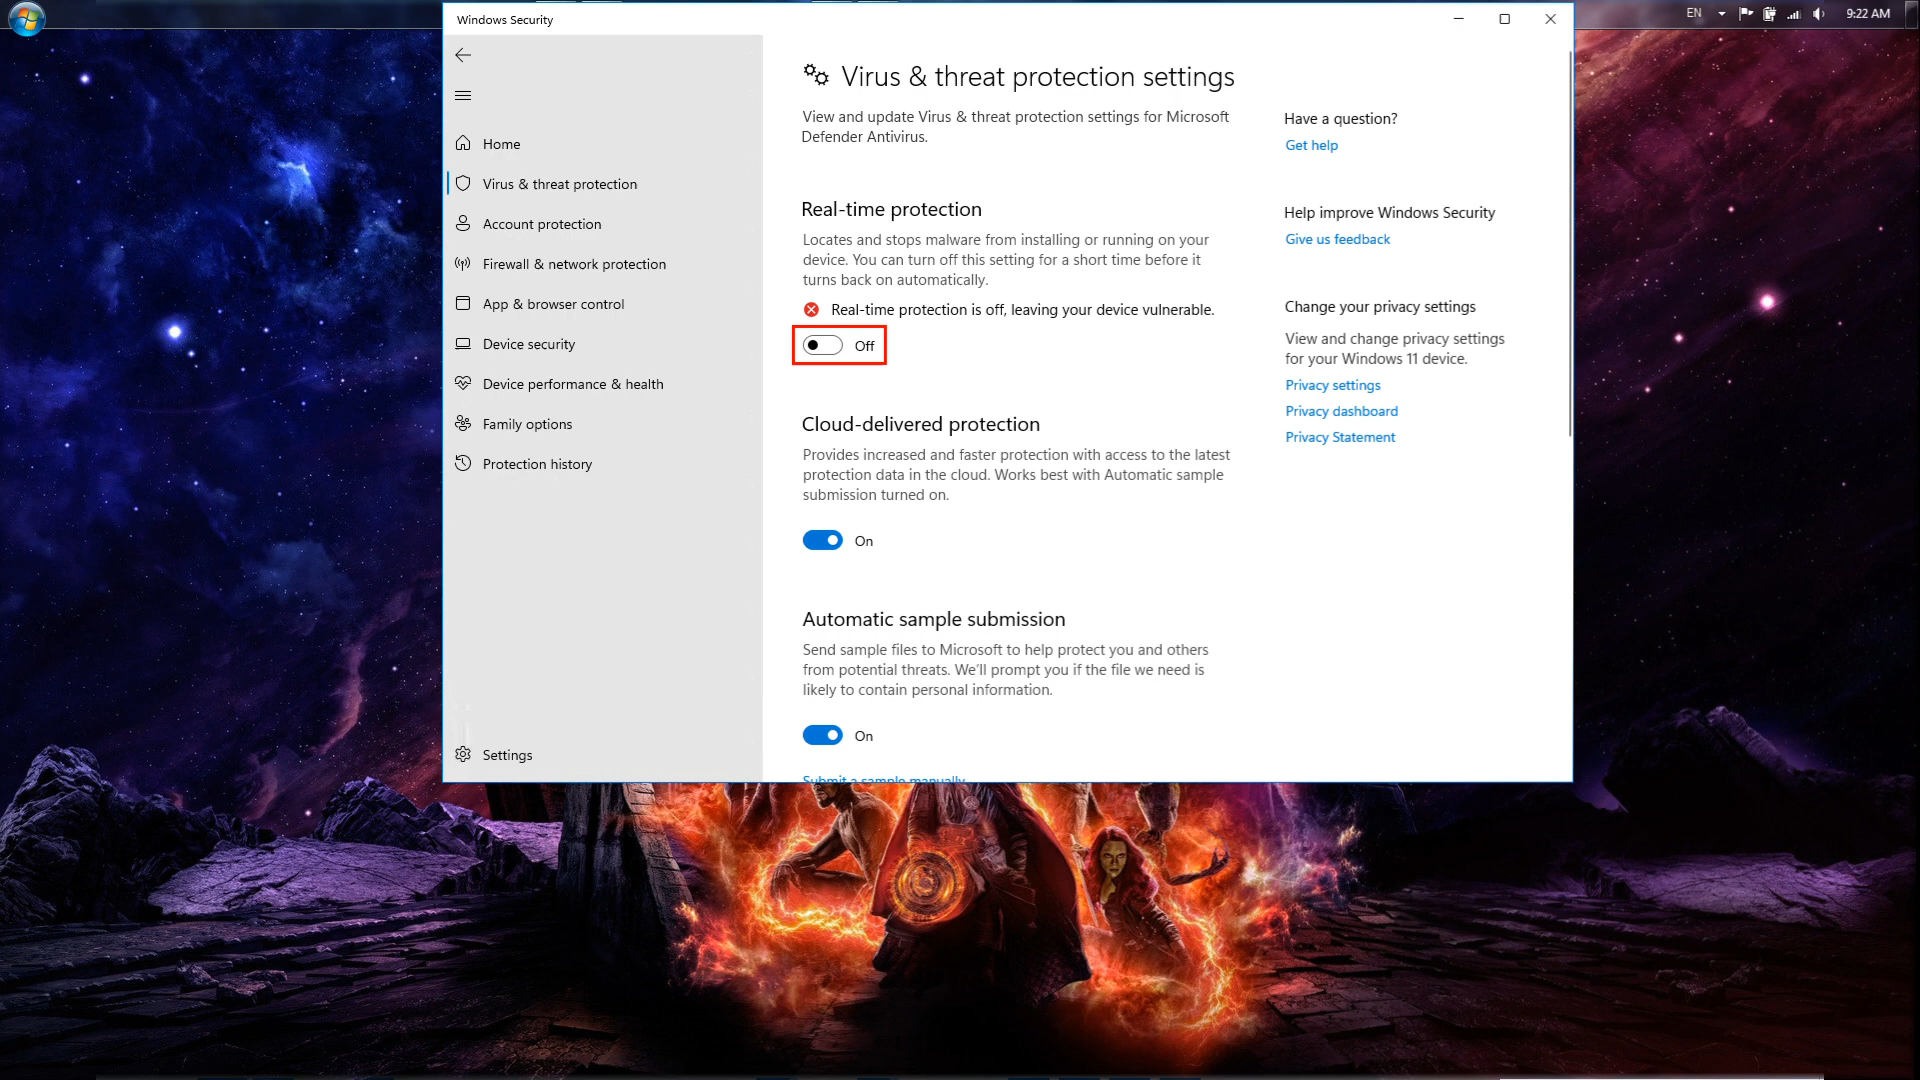 Windows Security
EN
9:22 AM
Home
Virus & threat protection
Account protection
Firewall & network protection
App & browser control
Device security
Device performance & health
Family options
Protection history
Settings
Virus & threat protection settings
View and update Virus & threat protection settings for Microsoft
Defender Antivirus.
Real-time protection
Locates and stops malware from installing or running on your
device. You can turn off this setting for a short time before it
turns back on automatically.
Real-time protection is off, leaving your device vulnerable.
Off
Cloud-delivered protection
Provides increased and faster protection with access to the latest
protection data in the cloud. Works best with Automatic sample
submission turned on.
On
Automatic sample submission
Send sample files to Microsoft to help protect you and others
from potential threats. We'll prompt you if the file we need is
likely to contain personal information.
On
Submit a sample manually
Have a question?
Get help
Help improve Windows Security
Give us feedback
Change your privacy settings
View and change privacy settings
for your Windows 11 device.
Privacy settings
Privacy dashboard
Privacy Statement